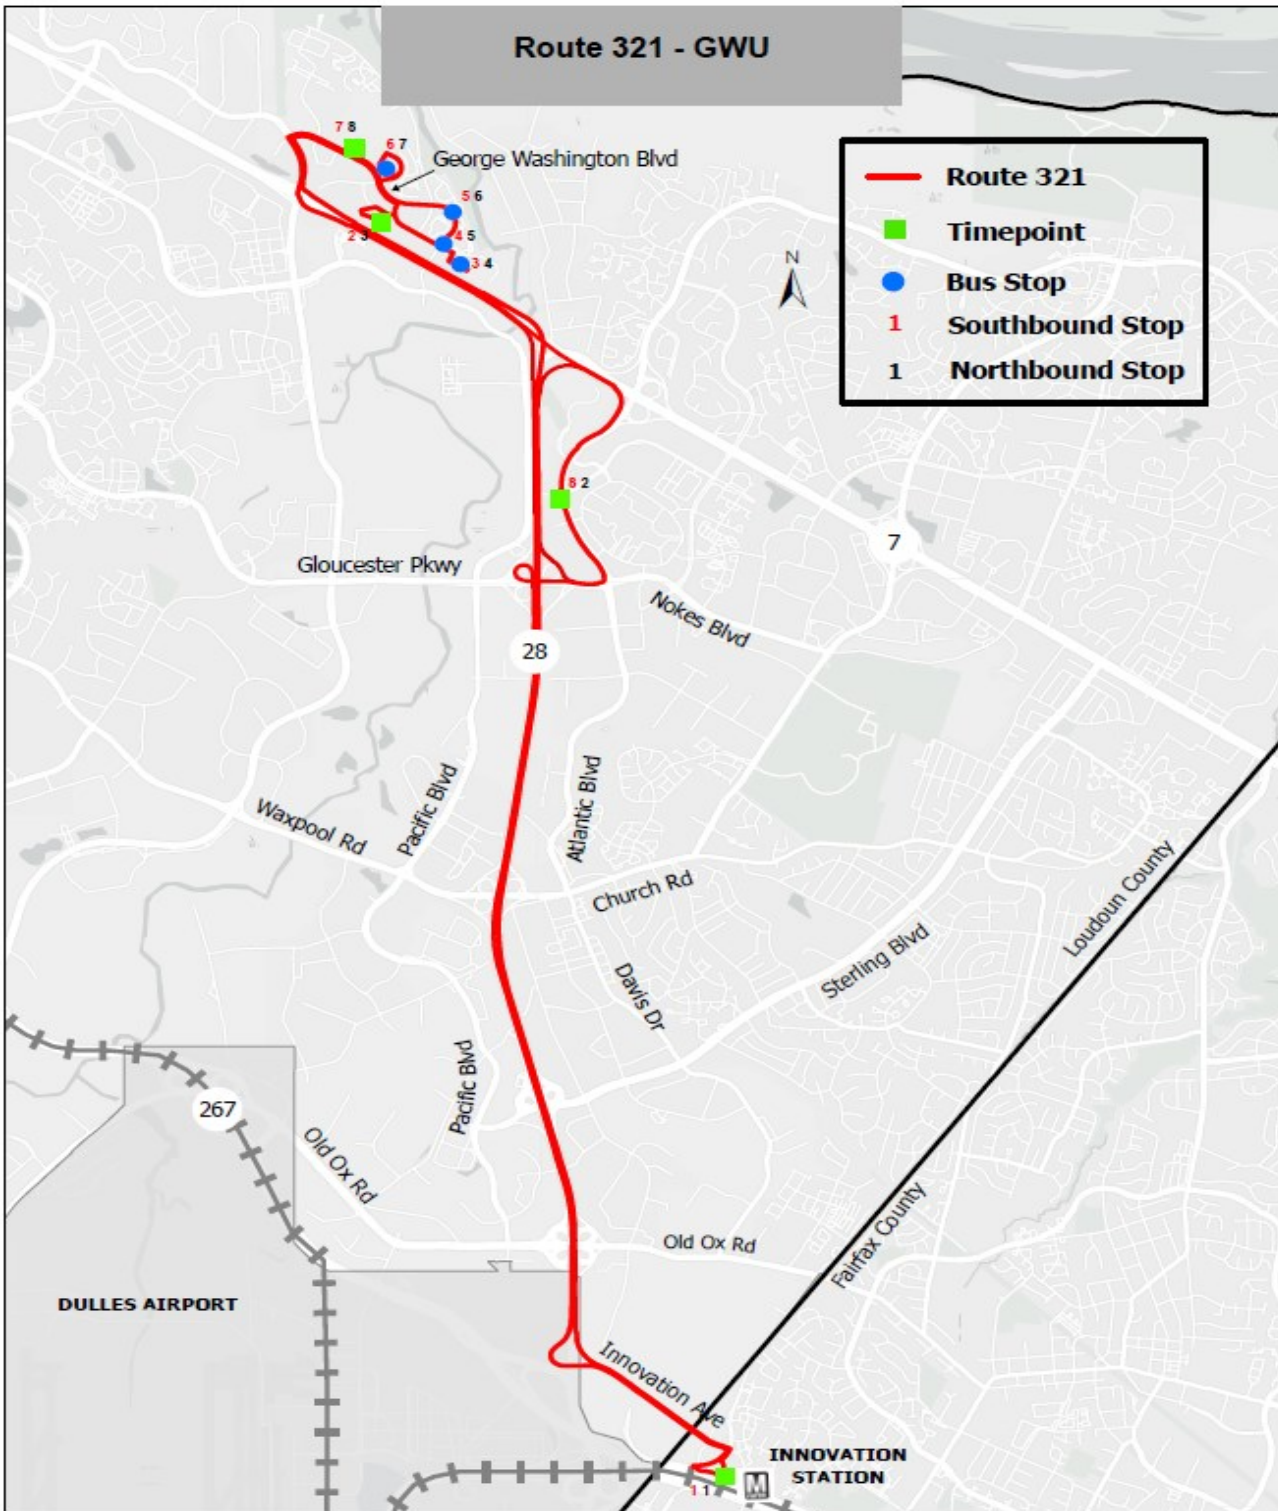 Route 321 - GWU
7 8
6 7
George Washington Blvd
5 6
2 3
4 5
3 4
Route 321
Timepoint
Bus Stop
1 Southbound Stop
1 Northbound Stop
N
8 2
7
Gloucester Pkwy
Nokes Blvd
28
Pacific Blvd
Atlantic Blvd
Waxpool Rd
Church Rd
Loudoun County
Sterling Blvd
Davis Dr
Pacific Blvd
267
Old Ox Rd
Old Ox Rd
Fairfax County
DULLES AIRPORT
Innovation Ave
INNOVATION
STATION
1 1
M